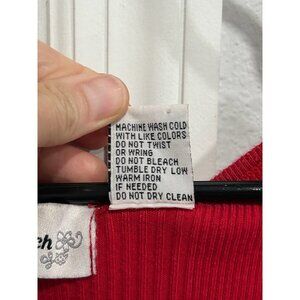 MACHINE WASH COLD
WITH LIKE COLORS
DO NOT TWIST
OR WRING
DO NOT BLEACH
TUMBLE DRY LOW
WARM IRON
IF NEEDED
DO NOT DRY CLEAN